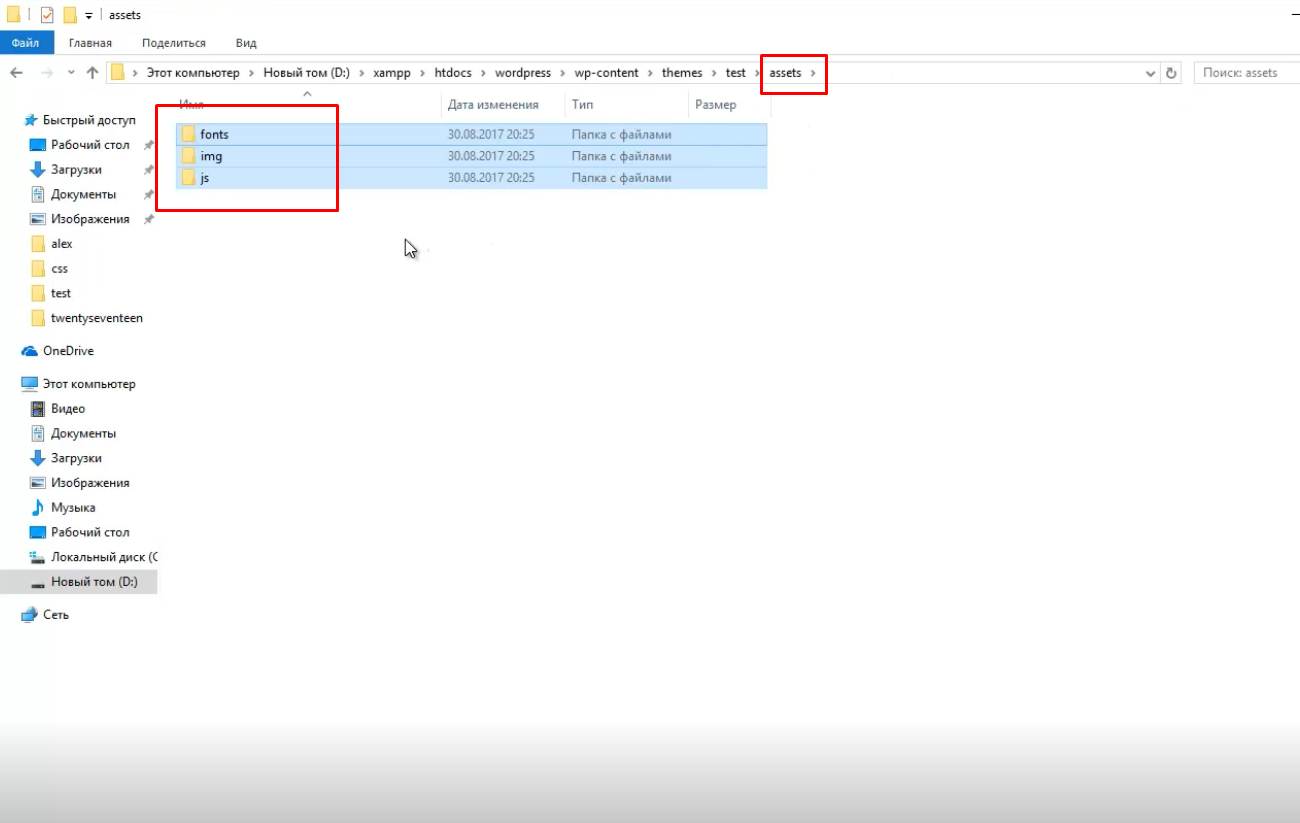 assets
Файл Главная Поделиться Вид
Этот компьютер Новый том (D:) xampp htdocs wordpress wp-content themes test assets Поиск: assets
Имя Дата изменения Тип Размер
fonts 30.08.2017 20:25 Папка с файлами
img 30.08.2017 20:25 Папка с файлами
js 30.08.2017 20:25 Папка с файлами
Быстрый доступ
Рабочий стол
Загрузки
Документы
Изображения
alex
css
test
twentyseventeen
OneDrive
Этот компьютер
Видео
Документы
Загрузки
Изображения
Музыка
Рабочий стол
Локальный диск (C
Новый том (D:)
Сеть